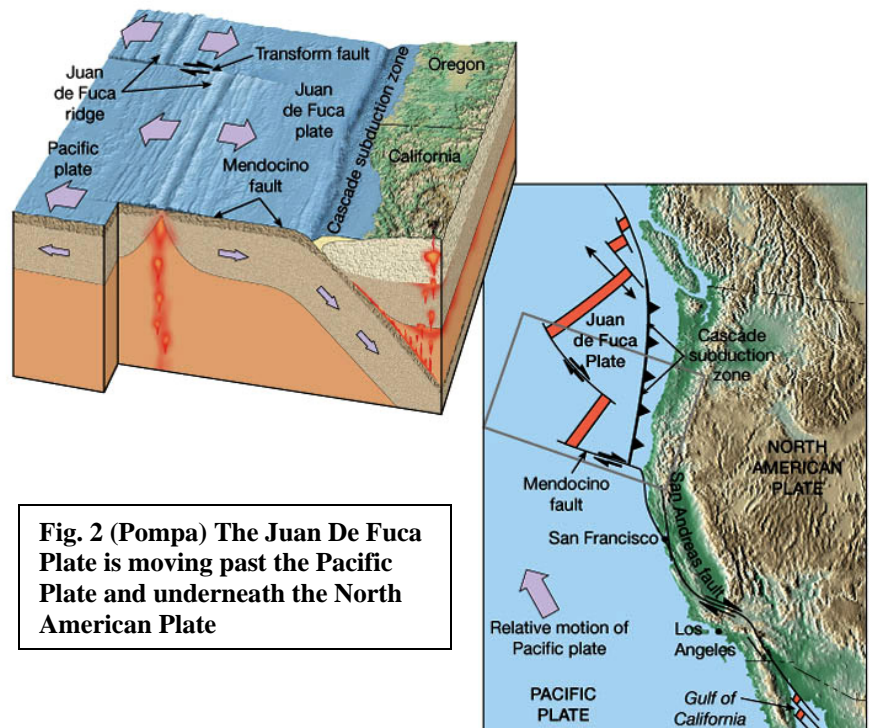 Transform fault
Juan
de Fuca
ridge
Juan
de Fuca
plate
Pacific
plate
Mendocino
fault
Cascade subduction zone
Oregon
California
Juan
de Fuca
Plate
Cascade
subduction
zone
NORTH
AMERICAN
PLATE
Mendocino
fault
San Francisco
San Andreas fault
Relative motion of
Pacific plate
Los
Angeles
PACIFIC
PLATE
Gulf of
California
Fig. 2 (Pompa) The Juan De Fuca
Plate is moving past the Pacific
Plate and underneath the North
American Plate